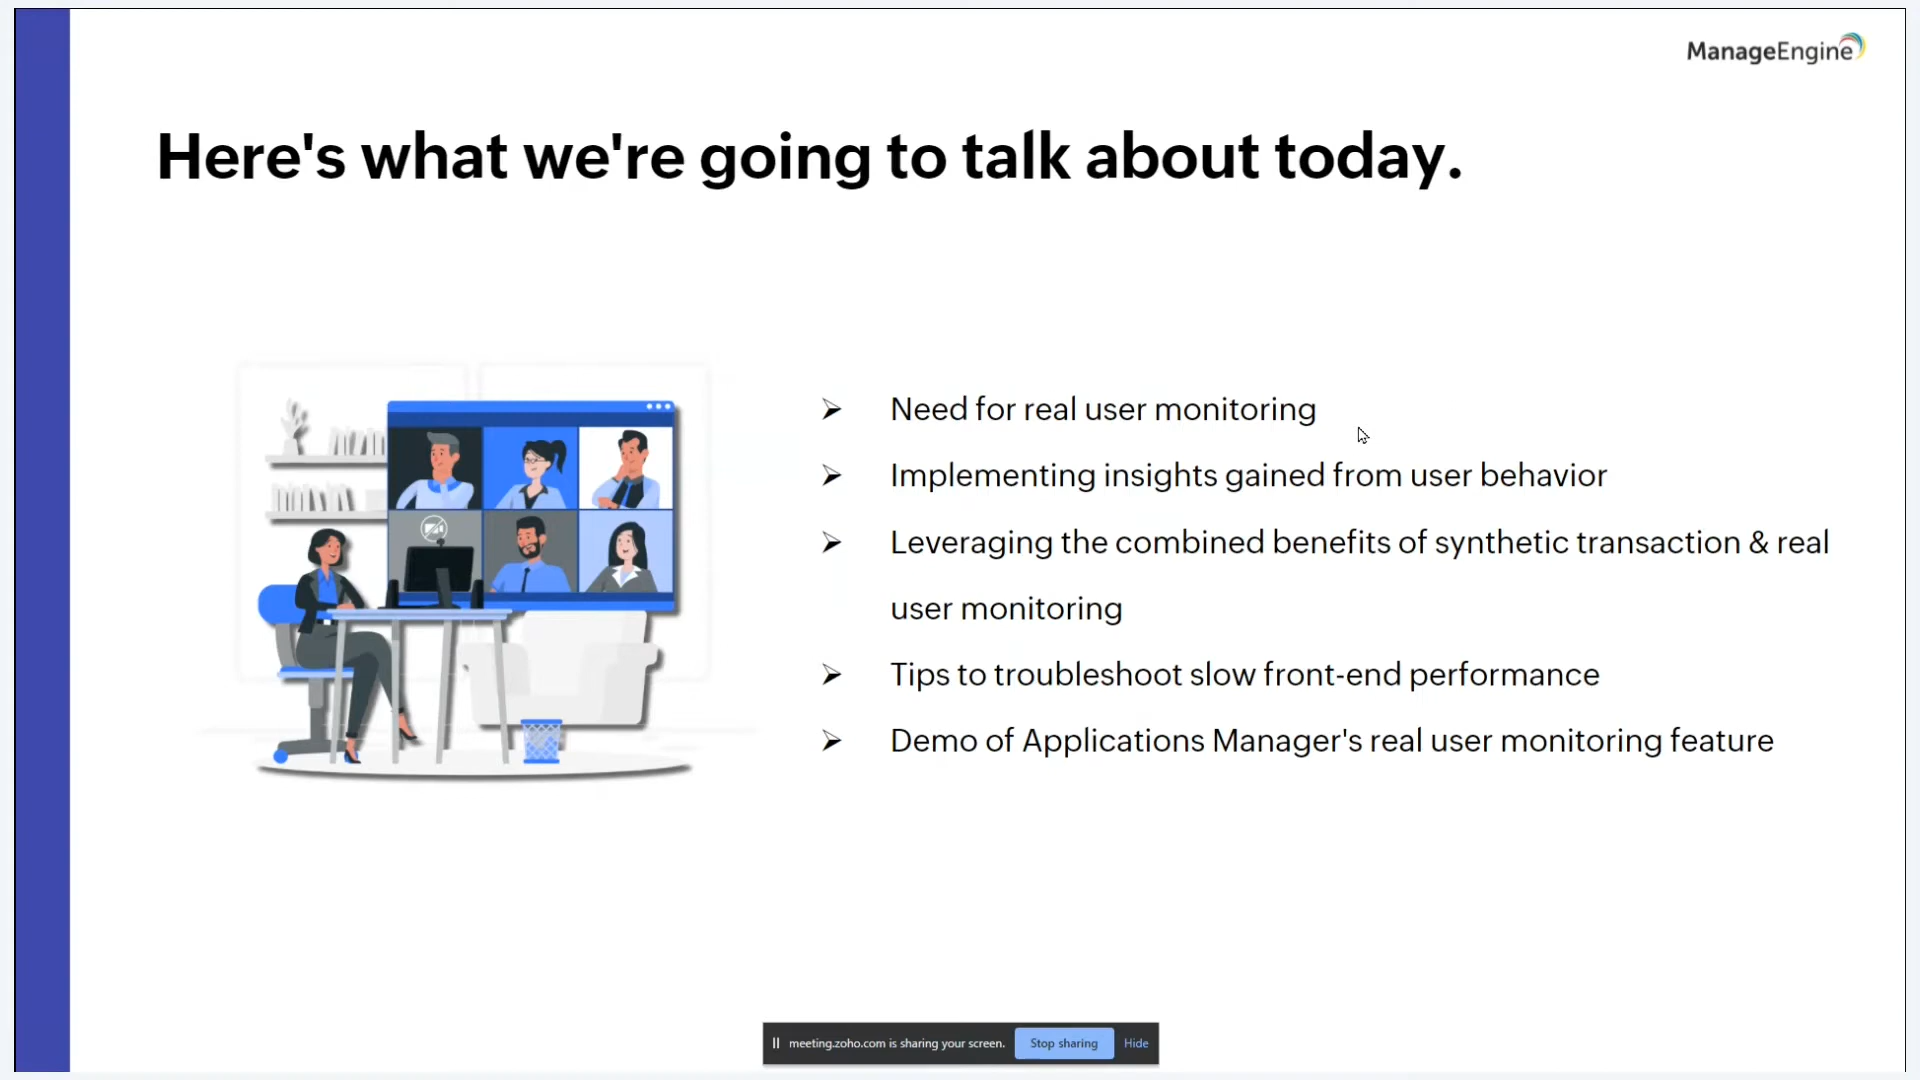 ManageEngine
Here's what we're going to talk about today.
➢ Need for real user monitoring
➢ Implementing insights gained from user behavior
➢ Leveraging the combined benefits of synthetic transaction & real
user monitoring
➢ Tips to troubleshoot slow front-end performance
➢ Demo of Applications Manager's real user monitoring feature
meeting.zoho.com is sharing your screen. Stop sharing Hide